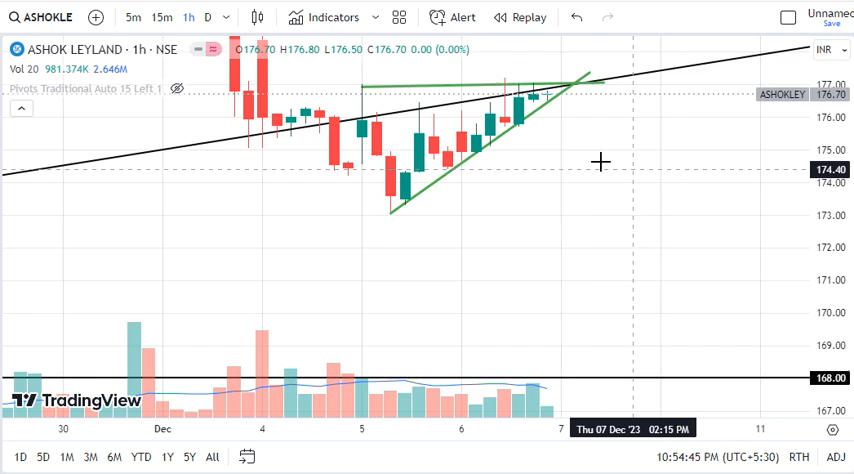 ASHOKLE 5m 15m 1h D Indicators Alert Replay Unnamed
Save
ASHOK LEYLAND · 1h · NSE O176.70 H176.80 L176.50 C176.70 0.00 (0.00%) INR
Vol 20 981.374K 2.646M
Pivots Traditional Auto 15 Left 1
177.00
ASHOKLEY 176.70
176.00
175.00
174.40
174.00
173.00
172.00
171.00
170.00
169.00
168.00
TradingView
167.00
30 Dec 4 5 6 7 Thu 07 Dec '23 02:15 PM 11
1D 5D 1M 3M 6M YTD 1Y 5Y All 10:54:45 PM (UTC+5:30) RTH ADJ